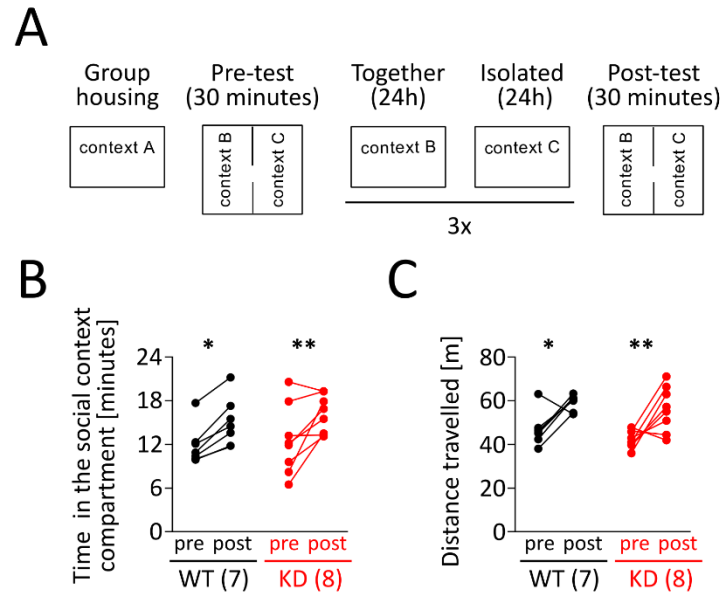 A
Group housing
Pre-test (30 minutes)
Together (24h)
Isolated (24h)
Post-test (30 minutes)
context A
context B
context C
context B
context C
context B
context C
3x
B
Time in the social context compartment [minutes]
24
18
12
6
0
*
**
pre post
pre post
WT (7)
KD (8)
C
Distance travelled [m]
80
60
40
20
0
*
**
pre post
pre post
WT (7)
KD (8)